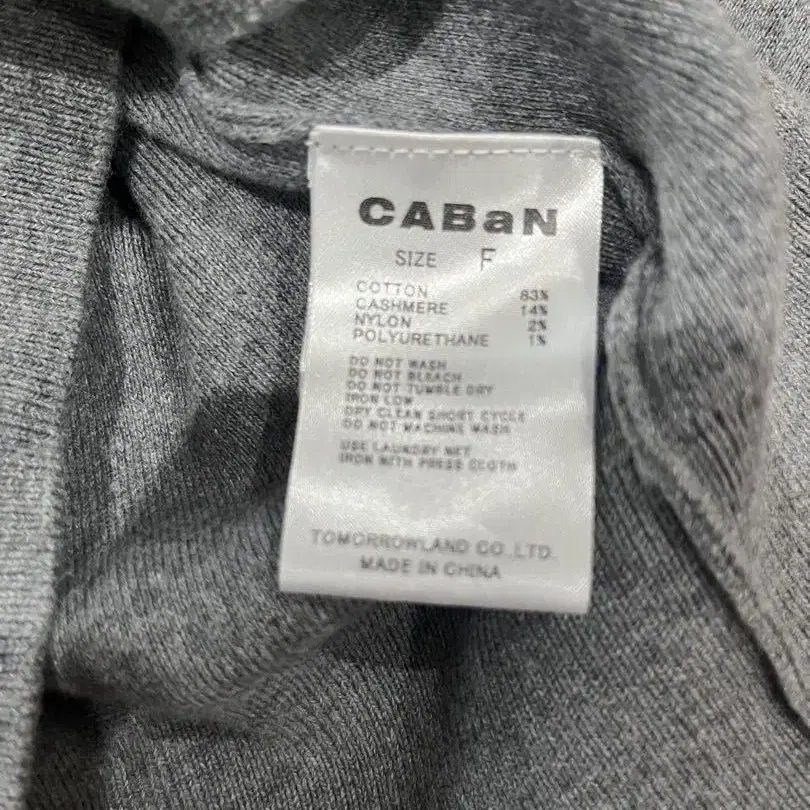 CABaN
SIZE F
COTTON 83%
CASHMERE 14%
NYLON 2%
POLYURETHANE 1%
DO NOT WASH
DO NOT BLEACH
DO NOT TUMBLE DRY
IRON LOW
DRY CLEAN SHORT CYCLE
DO NOT MACHINE WASH
USE LAUNDRY NET
IRON WITH PRESS CLOTH
TOMORROWLAND CO.,LTD.
MADE IN CHINA